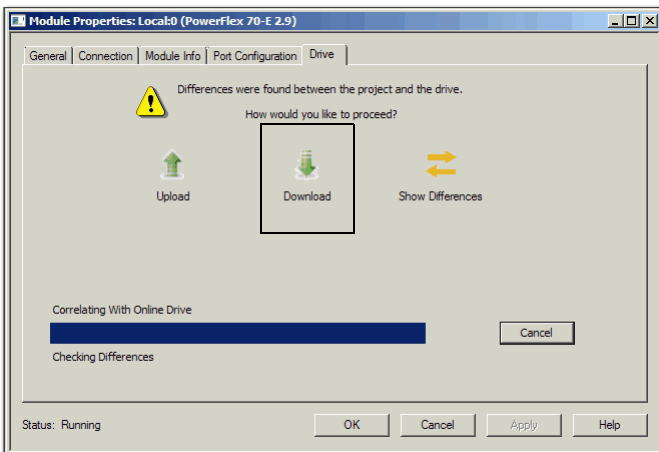 Module Properties: Local:0 (PowerFlex 70-E 2.9)
General Connection Module Info Port Configuration Drive
Differences were found between the project and the drive.
How would you like to proceed?
Upload Download Show Differences
Correlating With Online Drive
Cancel
Checking Differences
Status: Running OK Cancel Apply Help